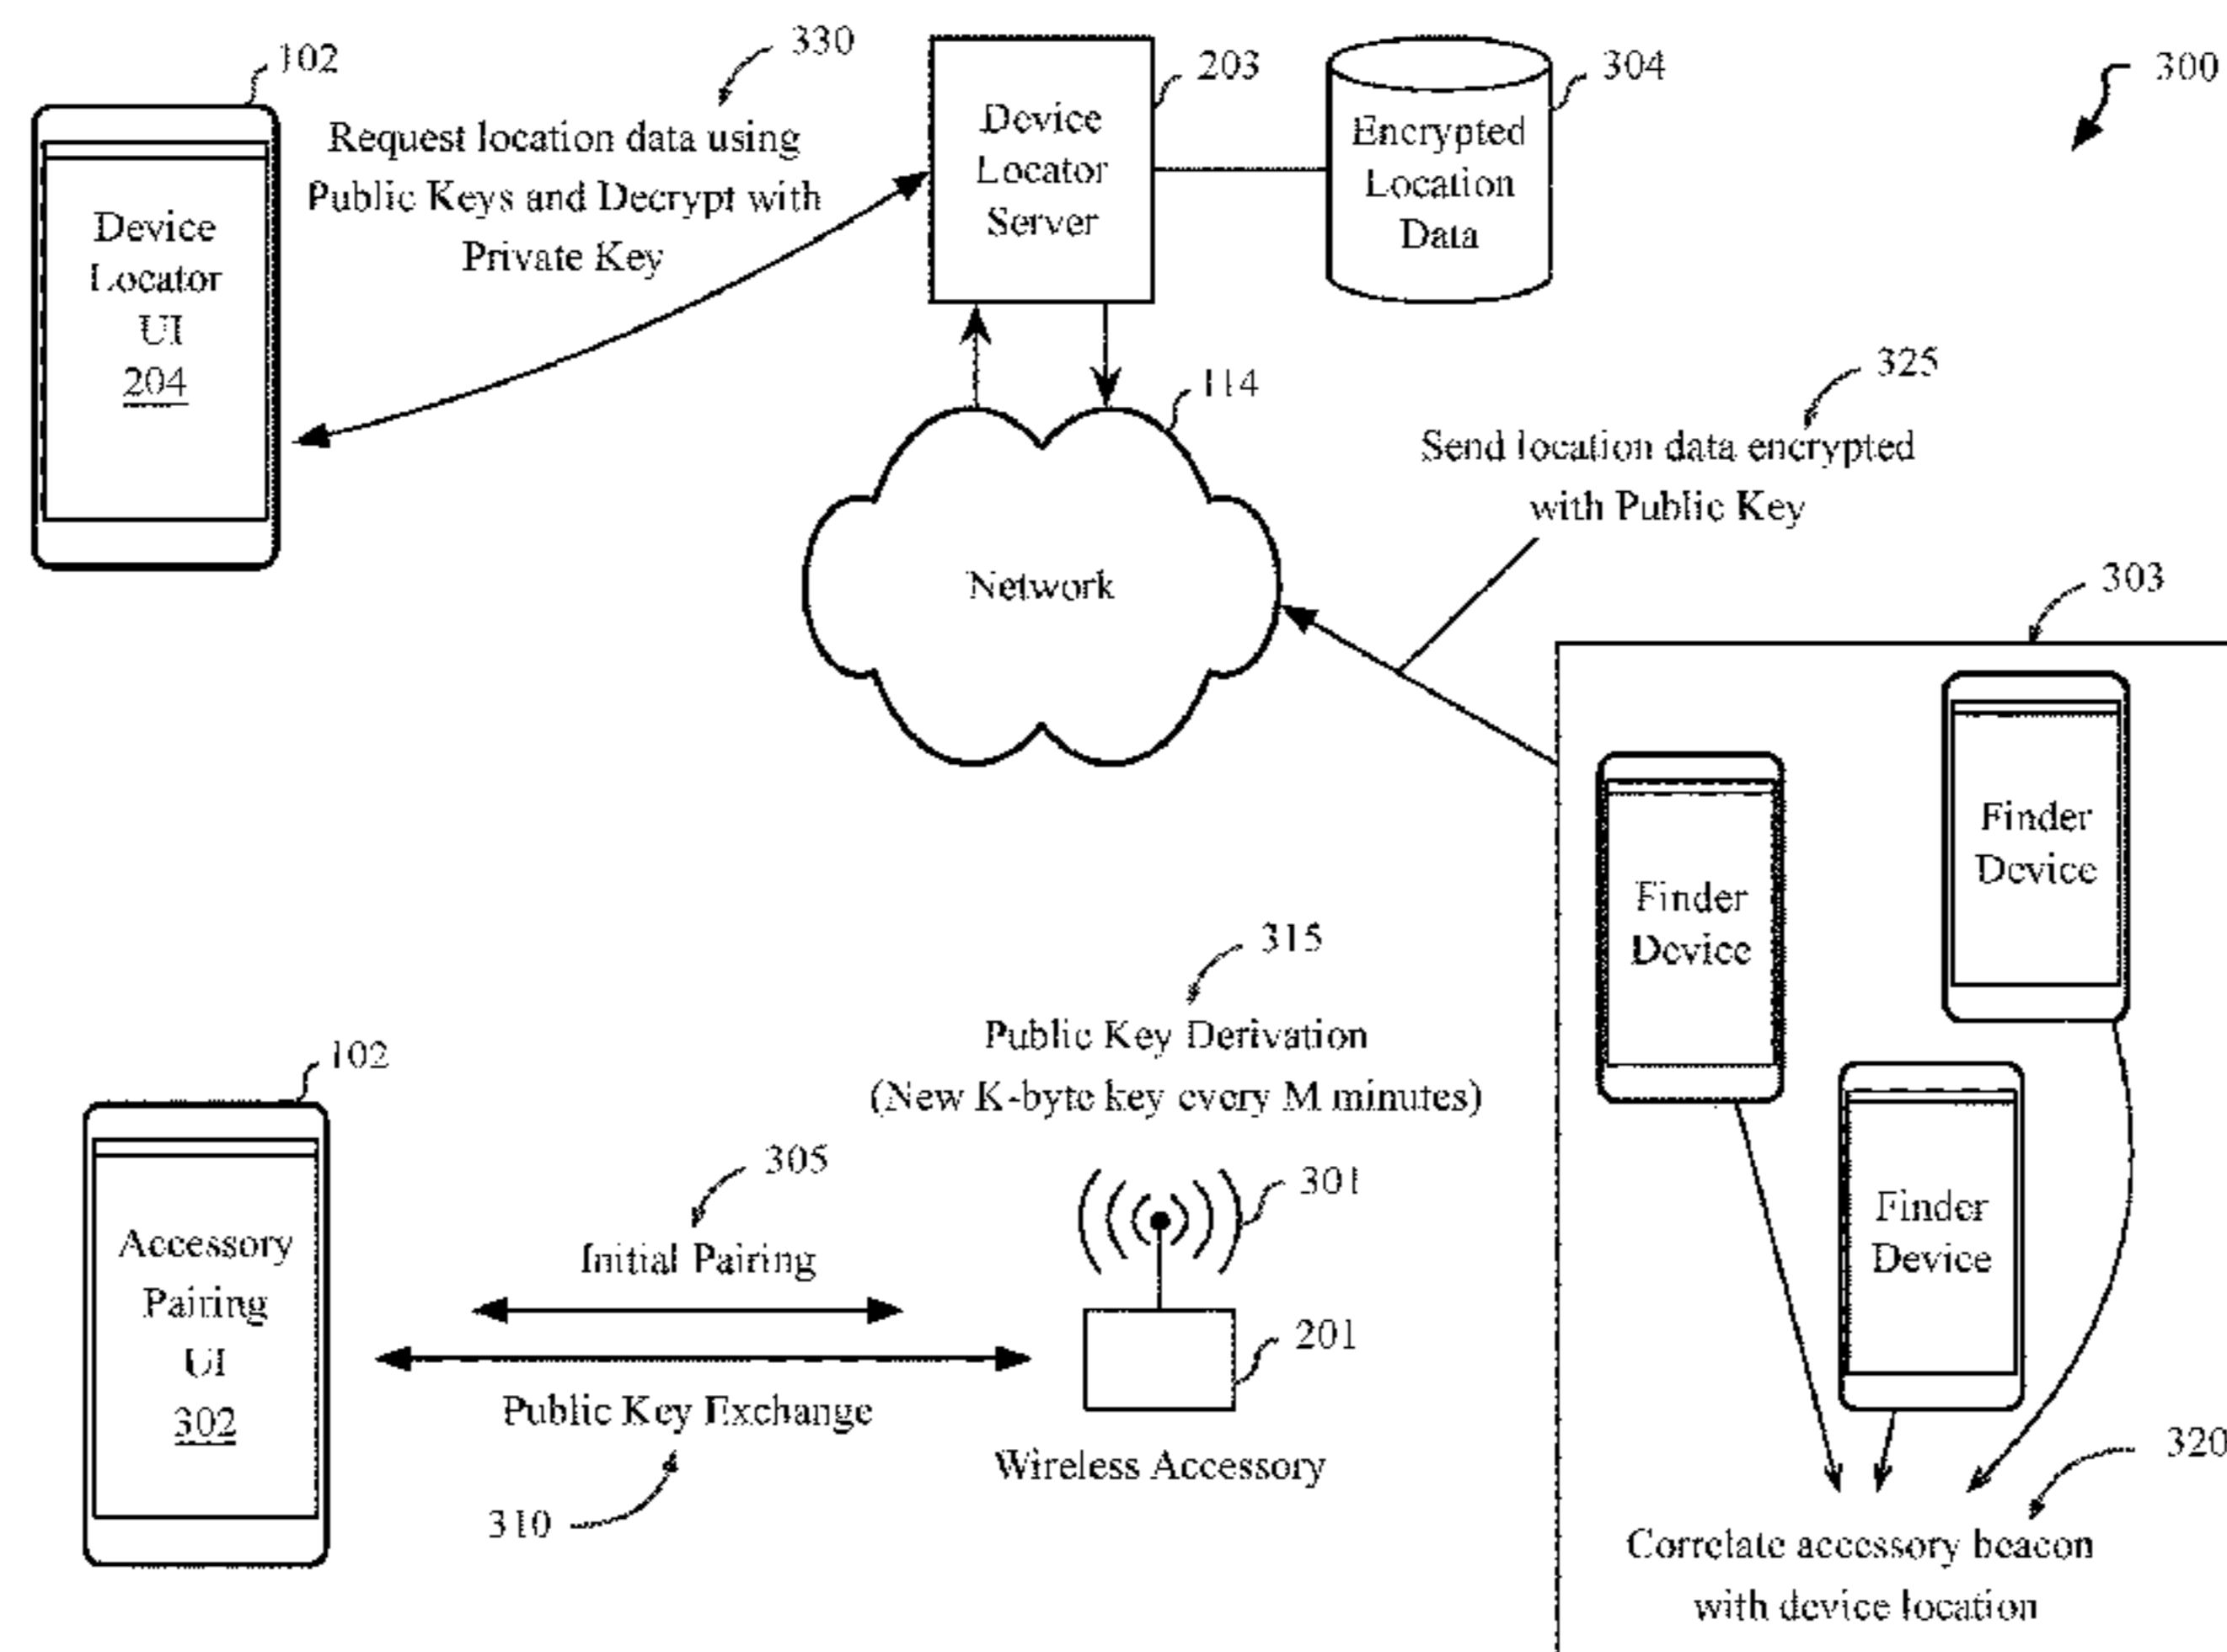 102
330
203
304
300
Device
Locator
UI
204
Request location data using
Public Keys and Decrypt with
Private Key
Device
Locator
Server
Encrypted
Location
Data
114
325
Send location data encrypted
with Public Key
Network
303
Finder
Device
Finder
Device
Finder
Device
315
Public Key Derivation
(New K-byte key every M minutes)
102
305
301
Accessory
Pairing
UI
302
Initial Pairing
201
Public Key Exchange
310
Wireless Accessory
320
Correlate accessory beacon
with device location